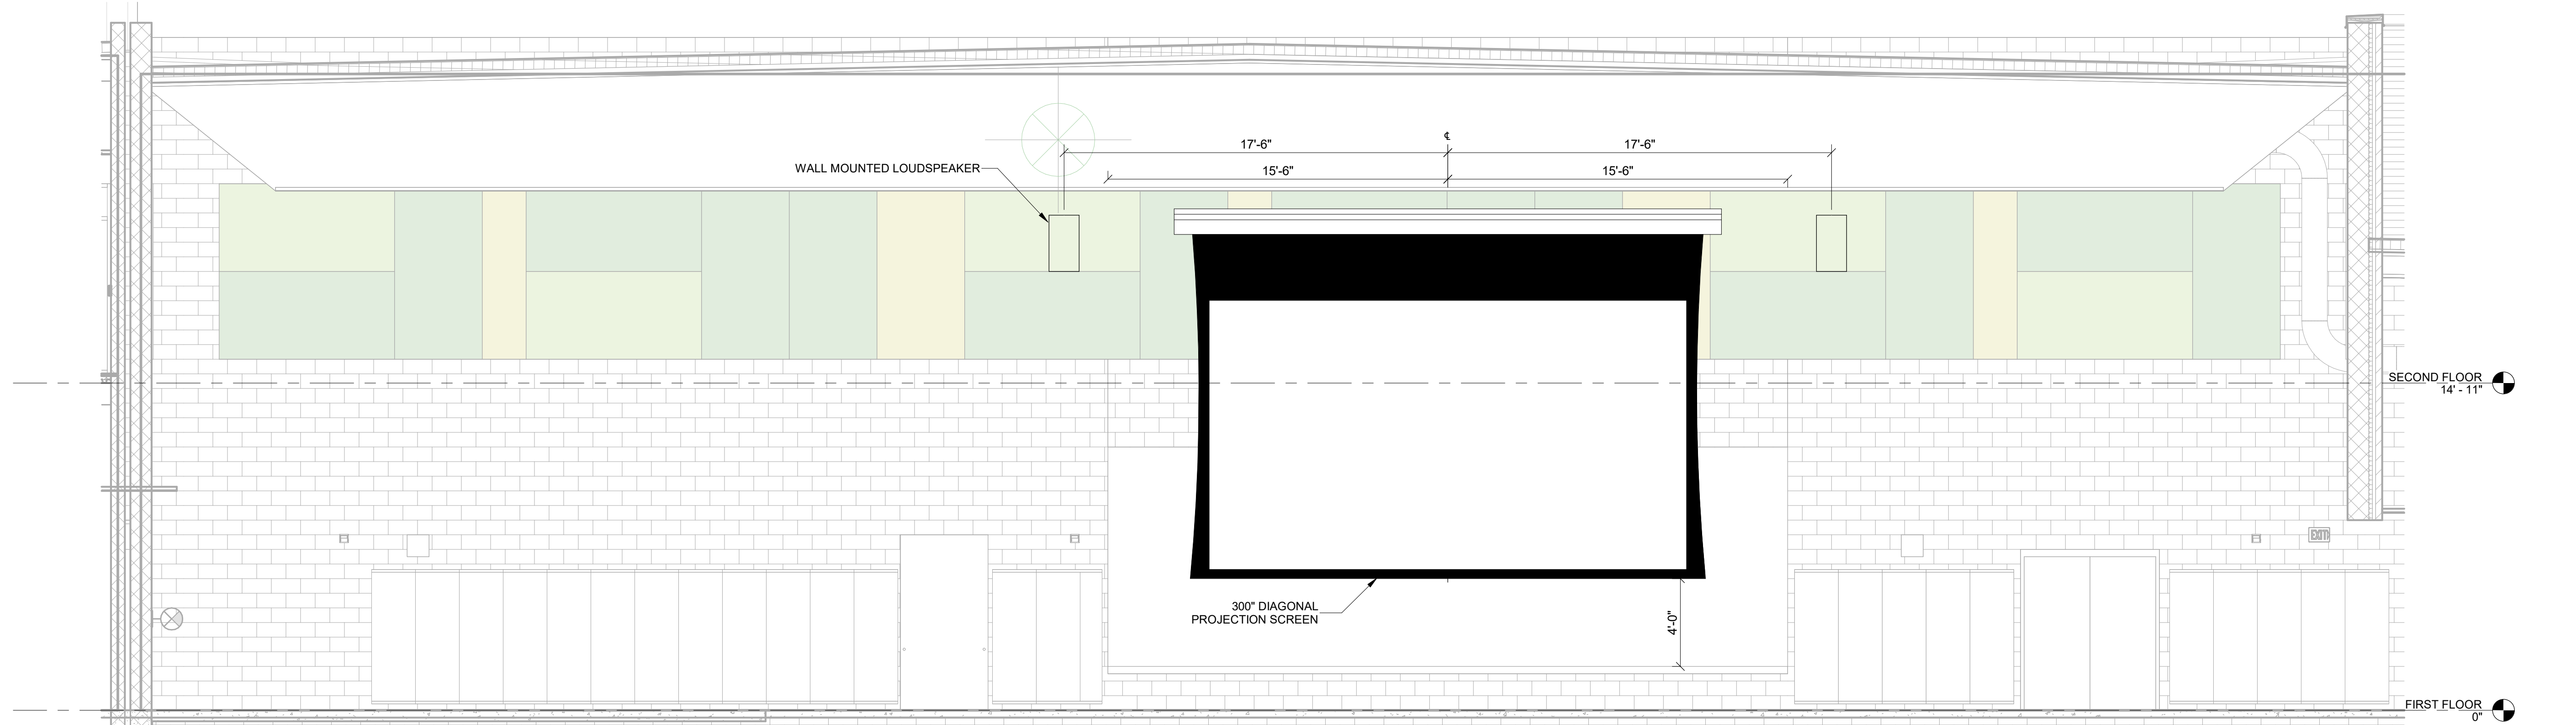 ℄
17'-6" 17'-6"
WALL MOUNTED LOUDSPEAKER
15'-6" 15'-6"
SECOND FLOOR
14' - 11"
EXIT
300" DIAGONAL
PROJECTION SCREEN
4'-0"
FIRST FLOOR
0"